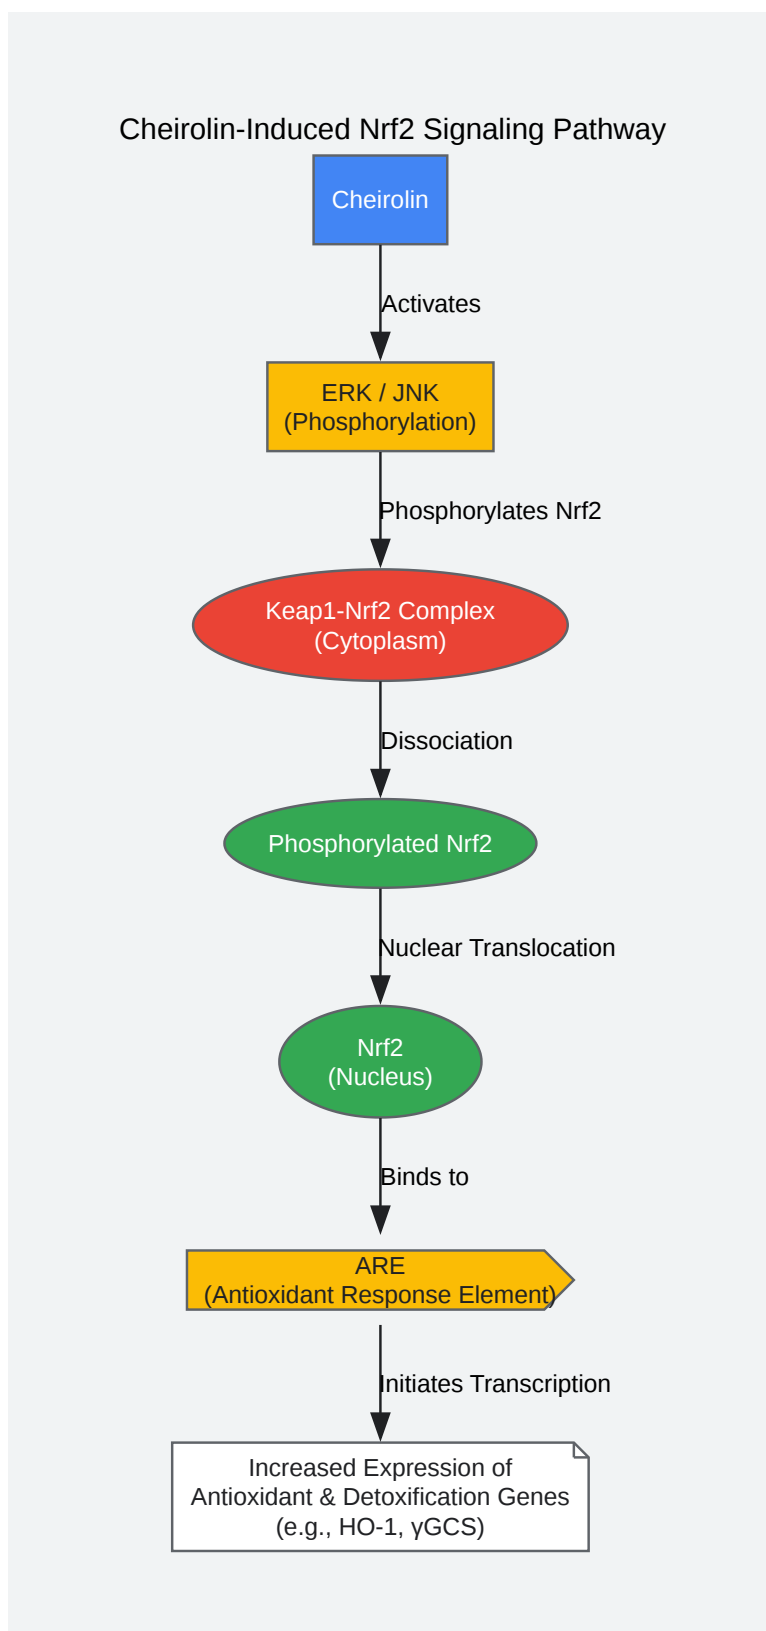 Cheirolin-Induced Nrf2 Signaling Pathway
Cheirolin
Activates
ERK / JNK
(Phosphorylation)
Phosphorylates Nrf2
Keap1-Nrf2 Complex
(Cytoplasm)
Dissociation
Phosphorylated Nrf2
Nuclear Translocation
Nrf2
(Nucleus)
Binds to
ARE
(Antioxidant Response Element)
Initiates Transcription
Increased Expression of
Antioxidant & Detoxification Genes
(e.g., HO-1, γGCS)